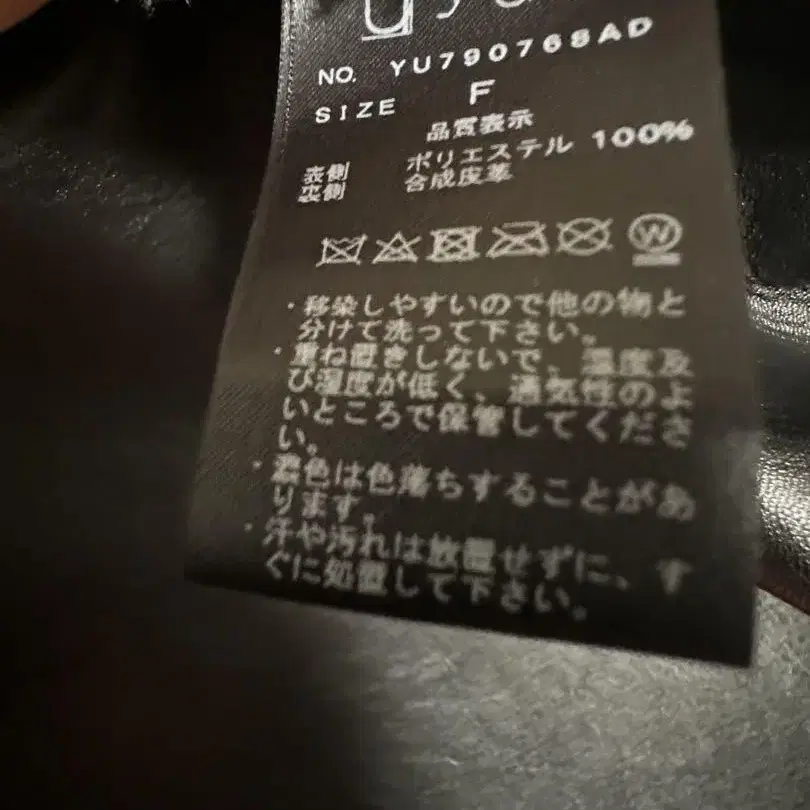 NO. YU790768AD
SIZE F
品質表示
表側 ポリエステル 100%
裏側 合成皮革
W
・移染しやすいので他の物と
分けて洗って下さい。
・重ね置きしないで、温度及
び湿度が低く、通気性のよ
いところで保管してくださ
い。
・濃色は色落ちすることがあ
ります。
・汗や汚れは放置せずに、す
ぐに処置して下さい。